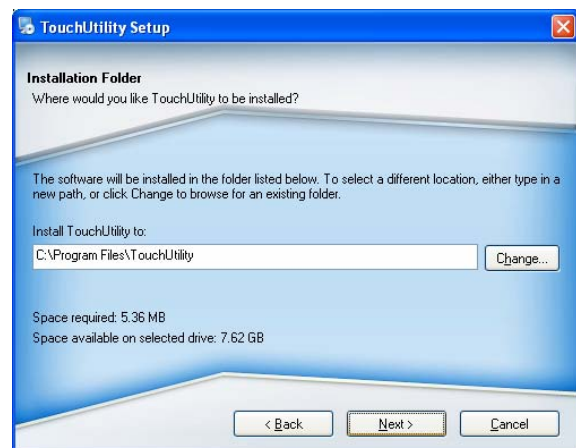 TouchUtility Setup
Installation Folder
Where would you like TouchUtility to be installed?
The software will be installed in the folder listed below. To select a different location, either type in a
new path, or click Change to browse for an existing folder.
Install TouchUtility to:
C:\Program Files\TouchUtility
Change...
Space required: 5.36 MB
Space available on selected drive: 7.62 GB
< Back
Next >
Cancel